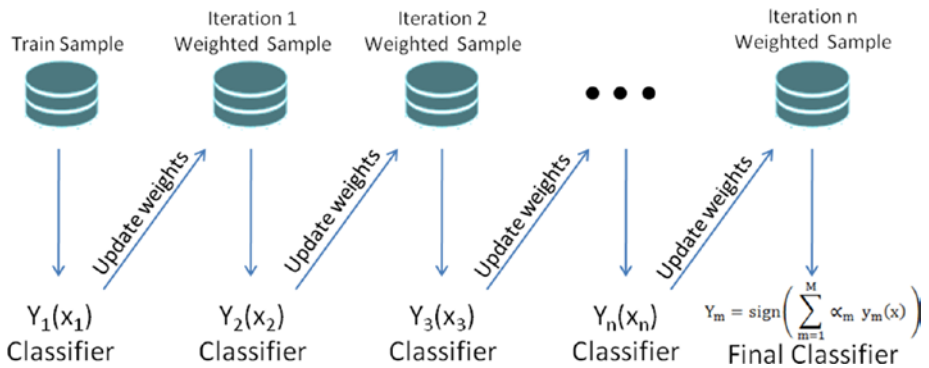 Train Sample
Iteration 1
Weighted Sample
Iteration 2
Weighted Sample
Iteration n
Weighted Sample
Update weights
Update weights
Update weights
Update weights
Y₁(x₁)
Classifier
Y₂(x₂)
Classifier
Y₃(x₃)
Classifier
Yₙ(xₙ)
Classifier
Yₘ = sign( ∑ᴹₘ₌₁ ∝ₘ yₘ(x) )
Final Classifier